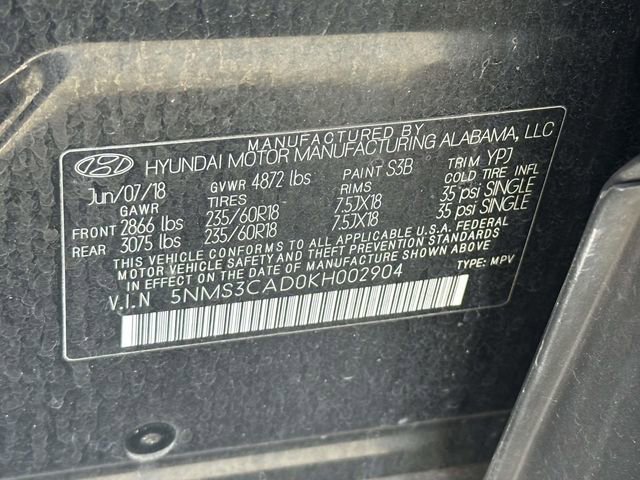 MANUFACTURED BY
HYUNDAI MOTOR MANUFACTURING ALABAMA, LLC
Jun/07/18 GVWR 4872 lbs PAINT S3B TRIM YPJ
GAWR TIRES RIMS COLD TIRE INFL
FRONT 2866 lbs 235/60R18 7.5JX18 35 psi SINGLE
REAR 3075 lbs 235/60R18 7.5JX18 35 psi SINGLE
THIS VEHICLE CONFORMS TO ALL APPLICABLE U.S.A. FEDERAL
MOTOR VEHICLE SAFETY AND THEFT PREVENTION STANDARDS
IN EFFECT ON THE DATE OF MANUFACTURE SHOWN ABOVE
V.I.N 5NMS3CAD0KH002904 TYPE: MPV